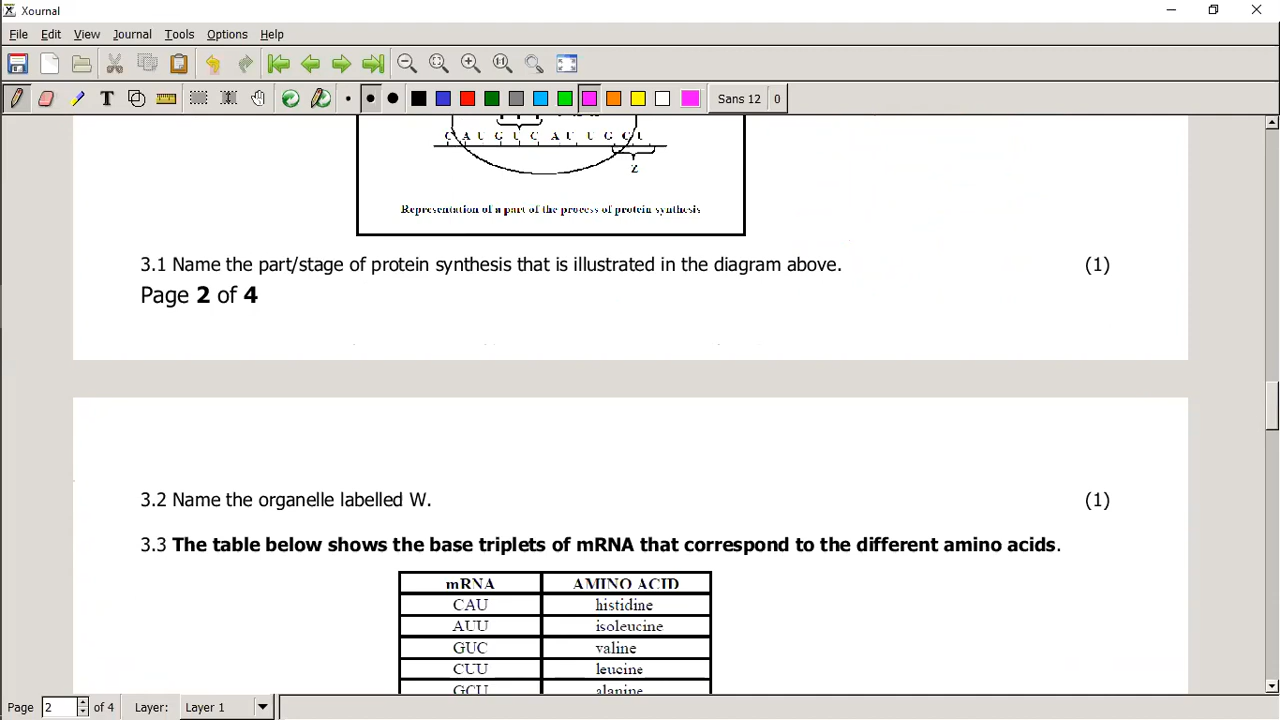 Xournal
File Edit View Journal Tools Options Help
Sans 12 0
C A U G U C A U U G C U
Z
Representation of a part of the process of protein synthesis
3.1 Name the part/stage of protein synthesis that is illustrated in the diagram above. (1)
Page 2 of 4
3.2 Name the organelle labelled W. (1)
3.3 The table below shows the base triplets of mRNA that correspond to the different amino acids.
mRNA AMINO ACID
CAU histidine
AUU isoleucine
GUC valine
CUU leucine
GCU alanine
Page 2 of 4 Layer: Layer 1